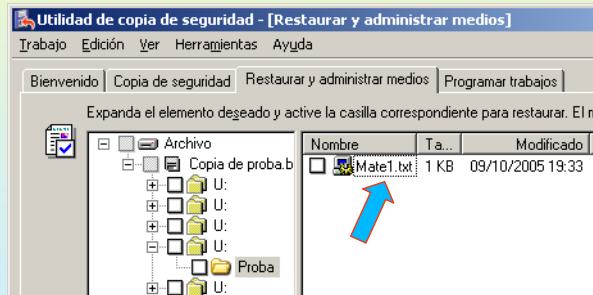 Utilidad de copia de seguridad - [Restaurar y administrar medios]
Trabajo Edición Ver Herramientas Ayuda
Bienvenido Copia de seguridad Restaurar y administrar medios Programar trabajos
Expanda el elemento deseado y active la casilla correspondiente para restaurar. El
Archivo Nombre Ta... Modificado
Copia de proba.b Mate1.txt 1 KB 09/10/2005 19:33
U:
U:
U:
U:
Proba
U: